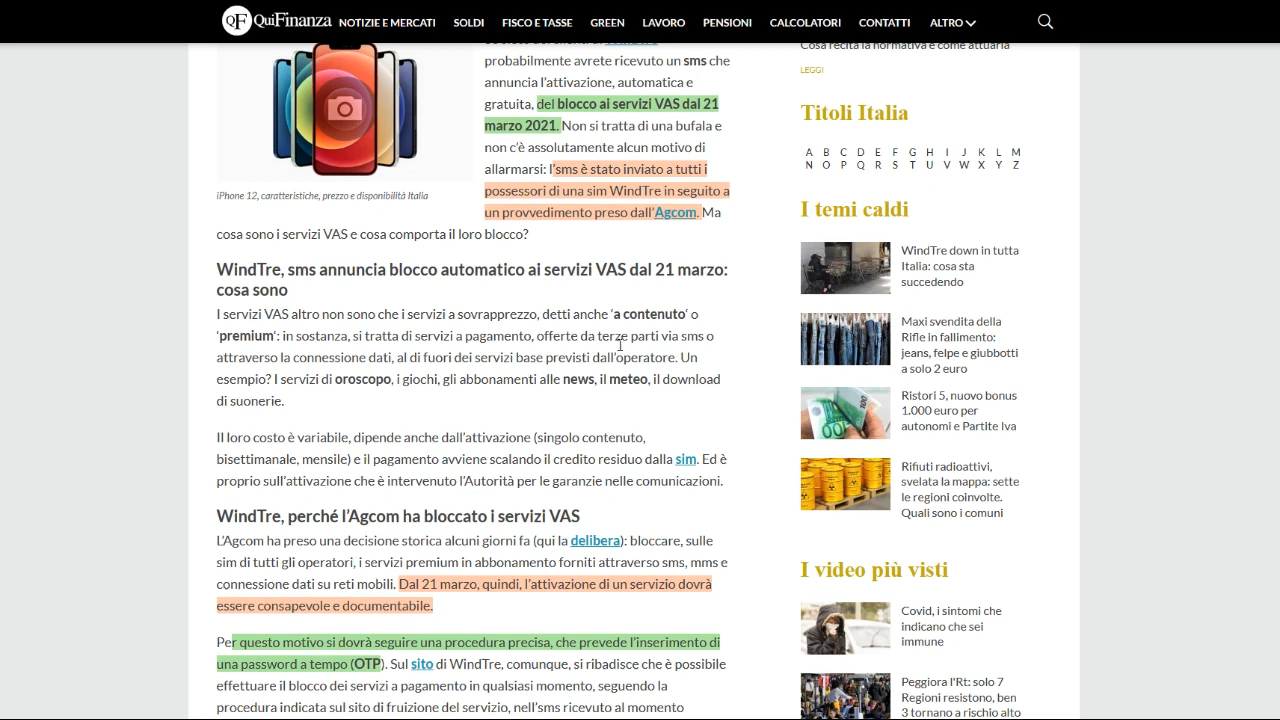 QF QuiFinanza NOTIZIE E MERCATI SOLDI FISCO E TASSE GREEN LAVORO PENSIONI CALCOLATORI CONTATTI ALTRO
probabilmente avrete ricevuto un sms che
annuncia l'attivazione, automatica e
gratuita, del blocco ai servizi VAS dal 21
marzo 2021. Non si tratta di una bufala e
non c'è assolutamente alcun motivo di
allarmarsi: l'sms è stato inviato a tutti i
possessori di una sim WindTre in seguito a
un provvedimento preso dall'Agcom. Ma
iPhone 12, caratteristiche, prezzo e disponibilità Italia
cosa sono i servizi VAS e cosa comporta il loro blocco?
WindTre, sms annuncia blocco automatico ai servizi VAS dal 21 marzo:
cosa sono
I servizi VAS altro non sono che i servizi a sovrapprezzo, detti anche 'a contenuto' o
'premium': in sostanza, si tratta di servizi a pagamento, offerte da terze parti via sms o
attraverso la connessione dati, al di fuori dei servizi base previsti dall'operatore. Un
esempio? I servizi di oroscopo, i giochi, gli abbonamenti alle news, il meteo, il download
di suonerie.
Il loro costo è variabile, dipende anche dall'attivazione (singolo contenuto,
bisettimanale, mensile) e il pagamento avviene scalando il credito residuo dalla sim. Ed è
proprio sull'attivazione che è intervenuto l'Autorità per le garanzie nelle comunicazioni.
WindTre, perché l'Agcom ha bloccato i servizi VAS
L'Agcom ha preso una decisione storica alcuni giorni fa (qui la delibera): bloccare, sulle
sim di tutti gli operatori, i servizi premium in abbonamento forniti attraverso sms, mms e
connessione dati su reti mobili. Dal 21 marzo, quindi, l'attivazione di un servizio dovrà
essere consapevole e documentabile.
Per questo motivo si dovrà seguire una procedura precisa, che prevede l'inserimento di
una password a tempo (OTP). Sul sito di WindTre, comunque, si ribadisce che è possibile
effettuare il blocco dei servizi a pagamento in qualsiasi momento, seguendo la
procedura indicata sul sito di fruizione del servizio, nell'sms ricevuto al momento
Cosa recita la normativa e come attuarla
LEGGI
Titoli Italia
A B C D E F G H I J K L M
N O P Q R S T U V W X Y Z
I temi caldi
WindTre down in tutta
Italia: cosa sta
succedendo
Maxi svendita della
Rifle in fallimento:
jeans, felpe e giubbotti
a solo 2 euro
Ristori 5, nuovo bonus
1.000 euro per
autonomi e Partite Iva
Rifiuti radioattivi,
svelata la mappa: sette
le regioni coinvolte.
Quali sono i comuni
I video più visti
Covid, i sintomi che
indicano che sei
immune
Peggiora l'Rt: solo 7
Regioni resistono, ben
3 tornano a rischio alto